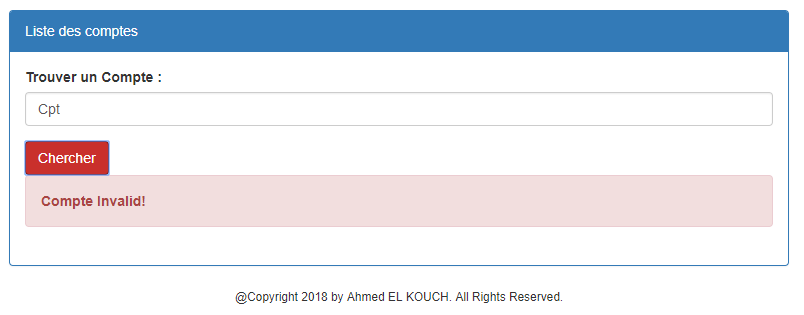 Liste des comptes
Trouver un Compte :
Cpt
Chercher
Compte Invalid!
@Copyright 2018 by Ahmed EL KOUCH. All Rights Reserved.